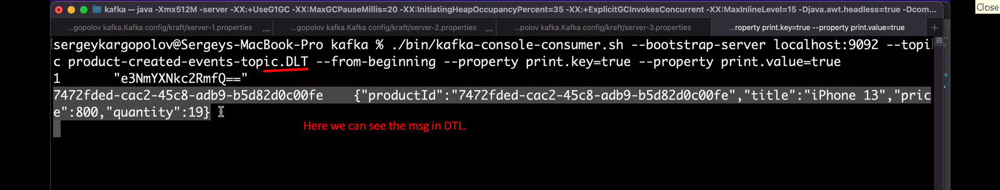 Close
kafka — java -Xmx512M -server -XX:+UseG1GC -XX:MaxGCPauseMillis=20 -XX:InitiatingHeapOccupancyPercent=35 -XX:+ExplicitGCInvokesConcurrent -XX:MaxInlineLevel=15 -Djava.awt.headless=true -Dcom...
...gopolov kafka.Kafka config/kraft/server-1.properties ... ...gopolov kafka.Kafka config/kraft/server-2.properties ... ...polov kafka.Kafka config/kraft/server-3.properties ...roperty print.key=true --property print.value=true +
sergeykargopolov@Sergeys-MacBook-Pro kafka % ./bin/kafka-console-consumer.sh --bootstrap-server localhost:9092 --topi
c product-created-events-topic.DLT --from-beginning --property print.key=true --property print.value=true
1 "e3NmYXNkc2RmfQ=="
7472fded-cac2-45c8-adb9-b5d82d0c00fe {"productId":"7472fded-cac2-45c8-adb9-b5d82d0c00fe","title":"iPhone 13","pric
e":800,"quantity":19}
Here we can see the msg in DTL.